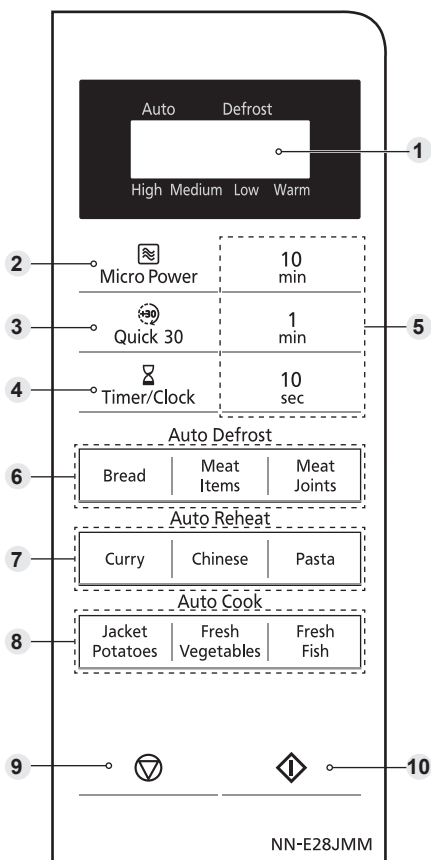 Auto Defrost
1
High Medium Low Warm
2
Micro Power
10
min
3
+30
Quick 30
1
min
5
4
Timer/Clock
10
sec
Auto Defrost
6
Bread
Meat
Items
Meat
Joints
Auto Reheat
7
Curry
Chinese
Pasta
Auto Cook
8
Jacket
Potatoes
Fresh
Vegetables
Fresh
Fish
9
10
NN-E28JMM